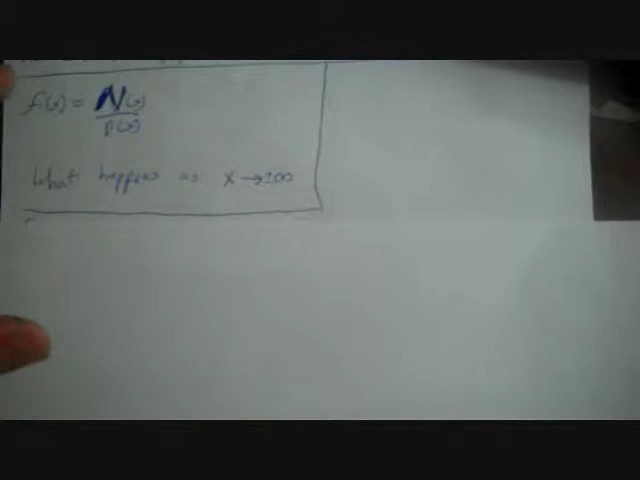 f(x) = N(x)
D(x)
What happens as x → ±∞